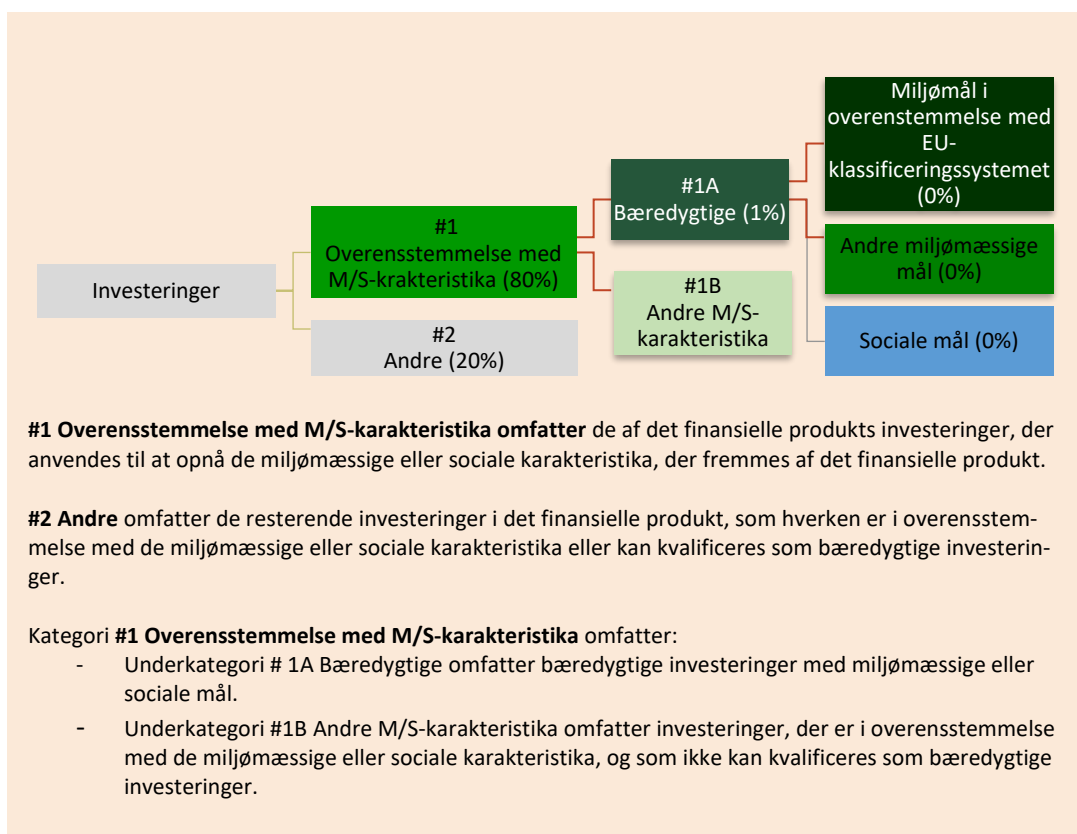 Investeringer
#1
Overensstemmelse med
M/S-krakteristika (80%)
#2
Andre (20%)
#1A
Bæredygtige (1%)
#1B
Andre M/S-
karakteristika
Miljømål i
overenstemmelse med
EU-
klassificeringssystemet
(0%)
Andre miljømæssige
mål (0%)
Sociale mål (0%)
#1 Overensstemmelse med M/S-karakteristika omfatter de af det finansielle produkts investeringer, der
anvendes til at opnå de miljømæssige eller sociale karakteristika, der fremmes af det finansielle produkt.
#2 Andre omfatter de resterende investeringer i det finansielle produkt, som hverken er i overensstem-
melse med de miljømæssige eller sociale karakteristika eller kan kvalificeres som bæredygtige investerin-
ger.
Kategori #1 Overensstemmelse med M/S-karakteristika omfatter:
- Underkategori # 1A Bæredygtige omfatter bæredygtige investeringer med miljømæssige eller
sociale mål.
- Underkategori #1B Andre M/S-karakteristika omfatter investeringer, der er i overensstemmelse
med de miljømæssige eller sociale karakteristika, og som ikke kan kvalificeres som bæredygtige
investeringer.